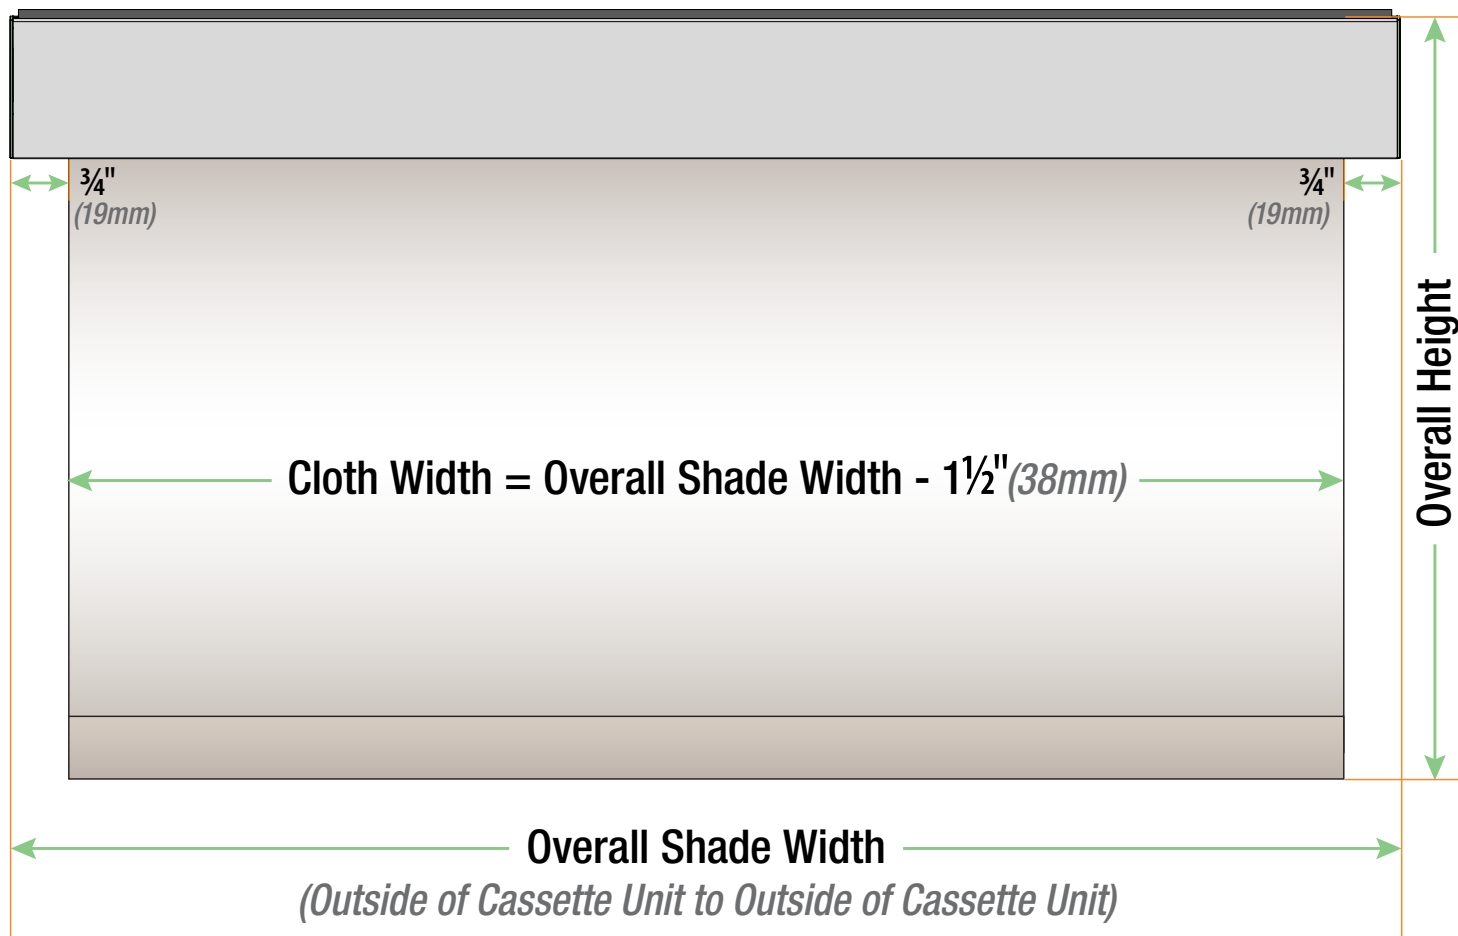 ¾" ¾"
(19mm) (19mm)
Overall Height
Cloth Width = Overall Shade Width - 1½" (38mm)
Overall Shade Width
(Outside of Cassette Unit to Outside of Cassette Unit)